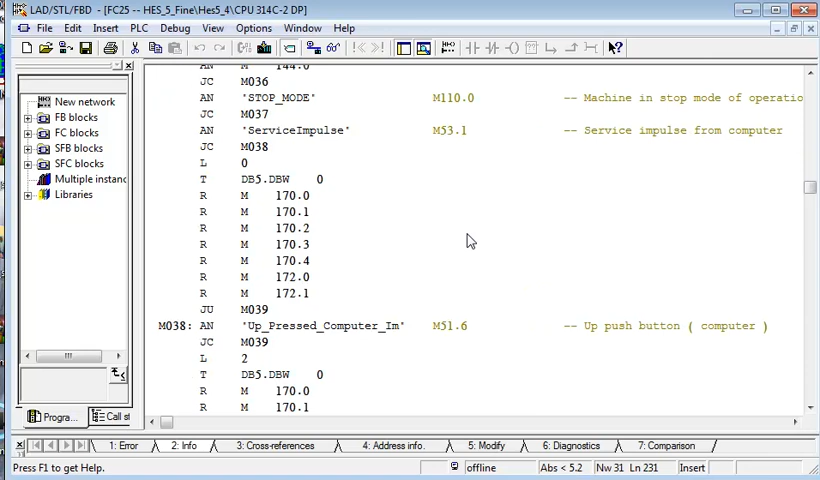 LAD/STL/FBD - [FC25 -- HES_5_Fine\Hes5_4\CPU 314C-2 DP]
File Edit Insert PLC Debug View Options Window Help
New network
FB blocks
FC blocks
SFB blocks
SFC blocks
Multiple instanc
Libraries
Progra... Call st
AN M 144.0
JC M036
AN "STOP_MODE" M110.0 -- Machine in stop mode of operatio
JC M037
AN "ServiceImpulse" M53.1 -- Service impulse from computer
JC M038
L 0
T DB5.DBW 0
R M 170.0
R M 170.1
R M 170.2
R M 170.3
R M 170.4
R M 172.0
R M 172.1
JU M039
M038: AN "Up_Pressed_Computer_Im" M51.6 -- Up push button ( computer )
JC M039
L 2
T DB5.DBW 0
R M 170.0
R M 170.1
1: Error 2: Info 3: Cross-references 4: Address info. 5: Modify 6: Diagnostics 7: Comparison
Press F1 to get Help. offline Abs < 5.2 Nw 31 Ln 231 Insert